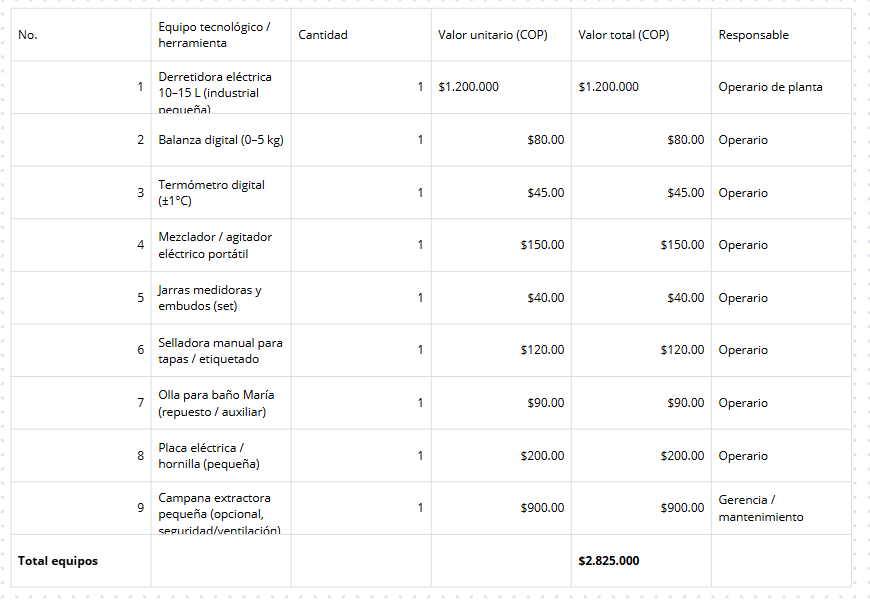 No.
Equipo tecnológico /
herramienta
Cantidad
Valor unitario (COP)
Valor total (COP)
Responsable
1
Derretidora eléctrica
10–15 L (industrial
pequeña)
1
$1.200.000
$1.200.000
Operario de planta
2
Balanza digital (0–5 kg)
1
$80.00
$80.00
Operario
3
Termómetro digital
(±1°C)
1
$45.00
$45.00
Operario
4
Mezclador / agitador
eléctrico portátil
1
$150.00
$150.00
Operario
5
Jarras medidoras y
embudos (set)
1
$40.00
$40.00
Operario
6
Selladora manual para
tapas / etiquetado
1
$120.00
$120.00
Operario
7
Olla para baño María
(repuesto / auxiliar)
1
$90.00
$90.00
Operario
8
Placa eléctrica /
hornilla (pequeña)
1
$200.00
$200.00
Operario
9
Campana extractora
pequeña (opcional,
seguridad/ventilación)
1
$900.00
$900.00
Gerencia /
mantenimiento
Total equipos
$2.825.000